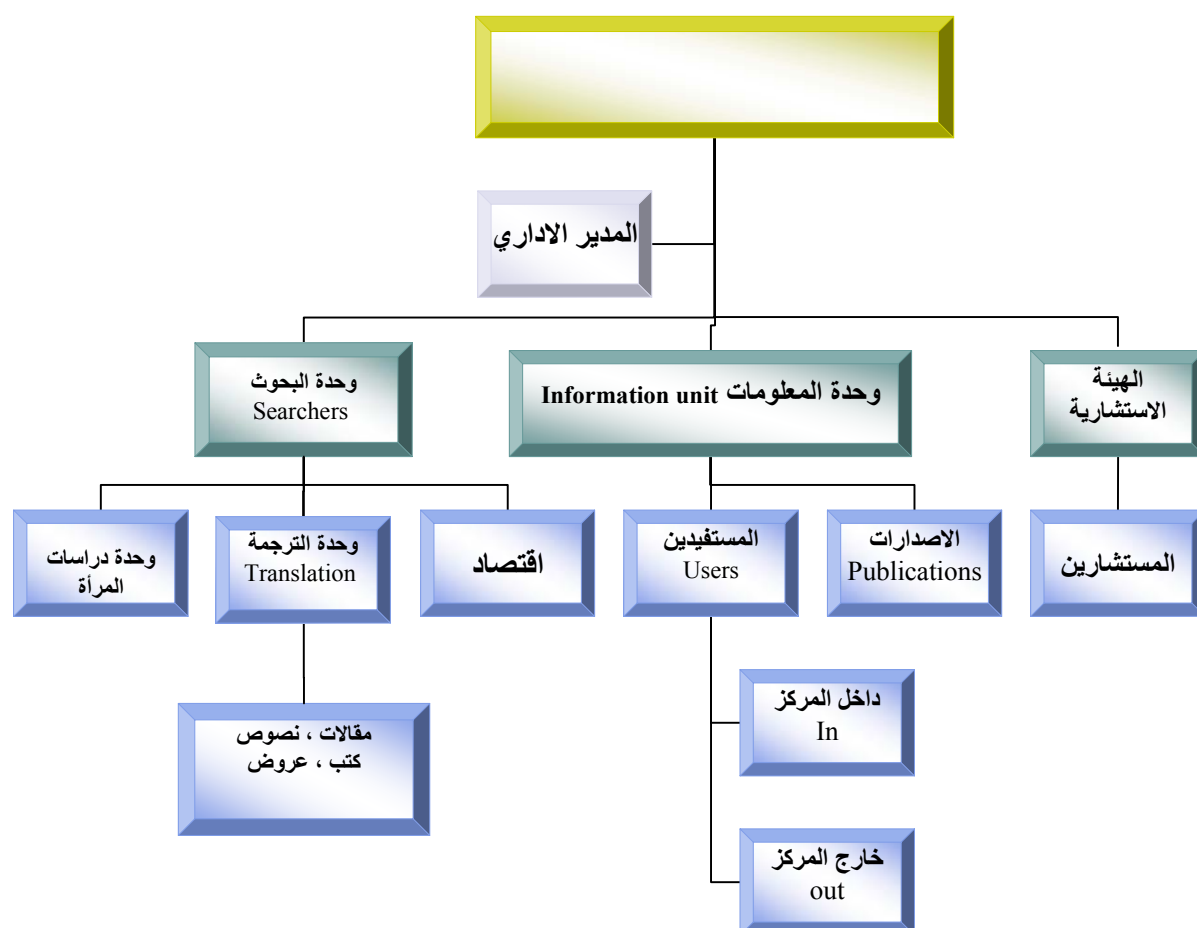 المدير الاداري
وحدة البحوث
Searchers
وحدة المعلومات Information unit
الهيئة
الاستشارية
وحدة دراسات
المرأة
وحدة الترجمة
Translation
اقتصاد
المستفيدين
Users
الاصدارات
Publications
المستشارين
مقالات ، نصوص
كتب ، عروض
داخل المركز
In
خارج المركز
out